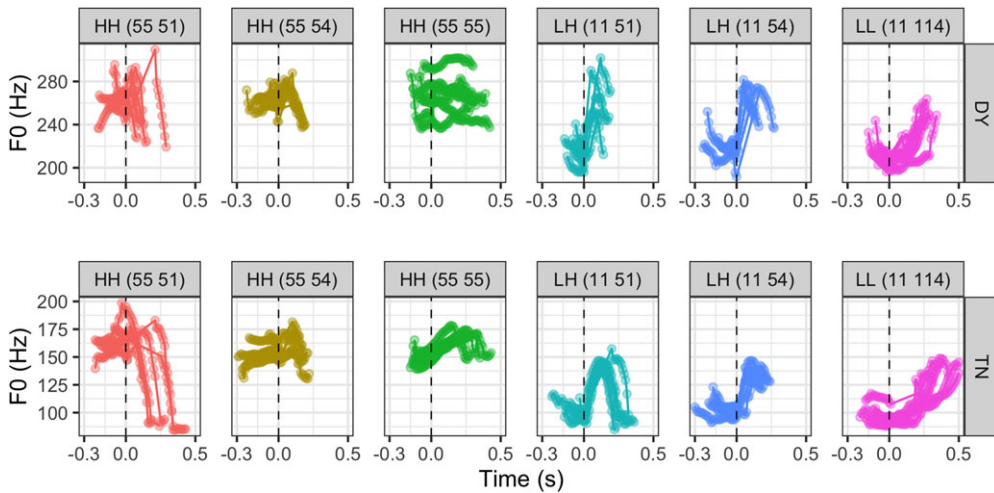 HH (55 51) HH (55 54) HH (55 55) LH (11 51) LH (11 54) LL (11 114)
280
240
200
F0 (Hz)
DY
-0.3 0.0 0.5 -0.3 0.0 0.5 -0.3 0.0 0.5 -0.3 0.0 0.5 -0.3 0.0 0.5 -0.3 0.0 0.5
HH (55 51) HH (55 54) HH (55 55) LH (11 51) LH (11 54) LL (11 114)
200
175
150
125
100
F0 (Hz)
TN
-0.3 0.0 0.5 -0.3 0.0 0.5 -0.3 0.0 0.5 -0.3 0.0 0.5 -0.3 0.0 0.5 -0.3 0.0 0.5
Time (s)